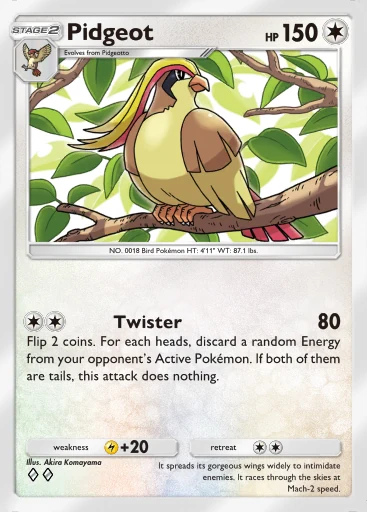 STAGE 2 Pidgeot HP 150
Evolves from Pidgeotto
NO. 0018 Bird Pokémon HT: 4'11" WT: 87.1 lbs.
Twister 80
Flip 2 coins. For each heads, discard a random Energy
from your opponent's Active Pokémon. If both of them
are tails, this attack does nothing.
weakness +20 retreat
Illus. Akira Komayama
It spreads its gorgeous wings widely to intimidate
enemies. It races through the skies at
Mach-2 speed.